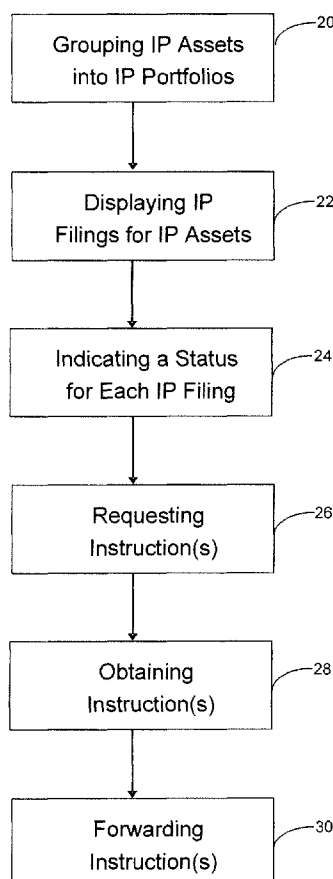 Grouping IP Assets
into IP Portfolios
20
Displaying IP
Filings for IP Assets
22
Indicating a Status
for Each IP Filing
24
Requesting
Instruction(s)
26
Obtaining
Instruction(s)
28
Forwarding
Instruction(s)
30